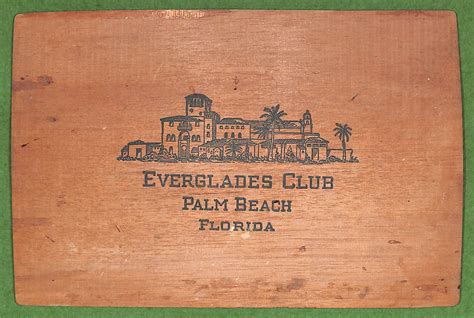 EVERGLADES CLUB
PALM BEACH
FLORIDA